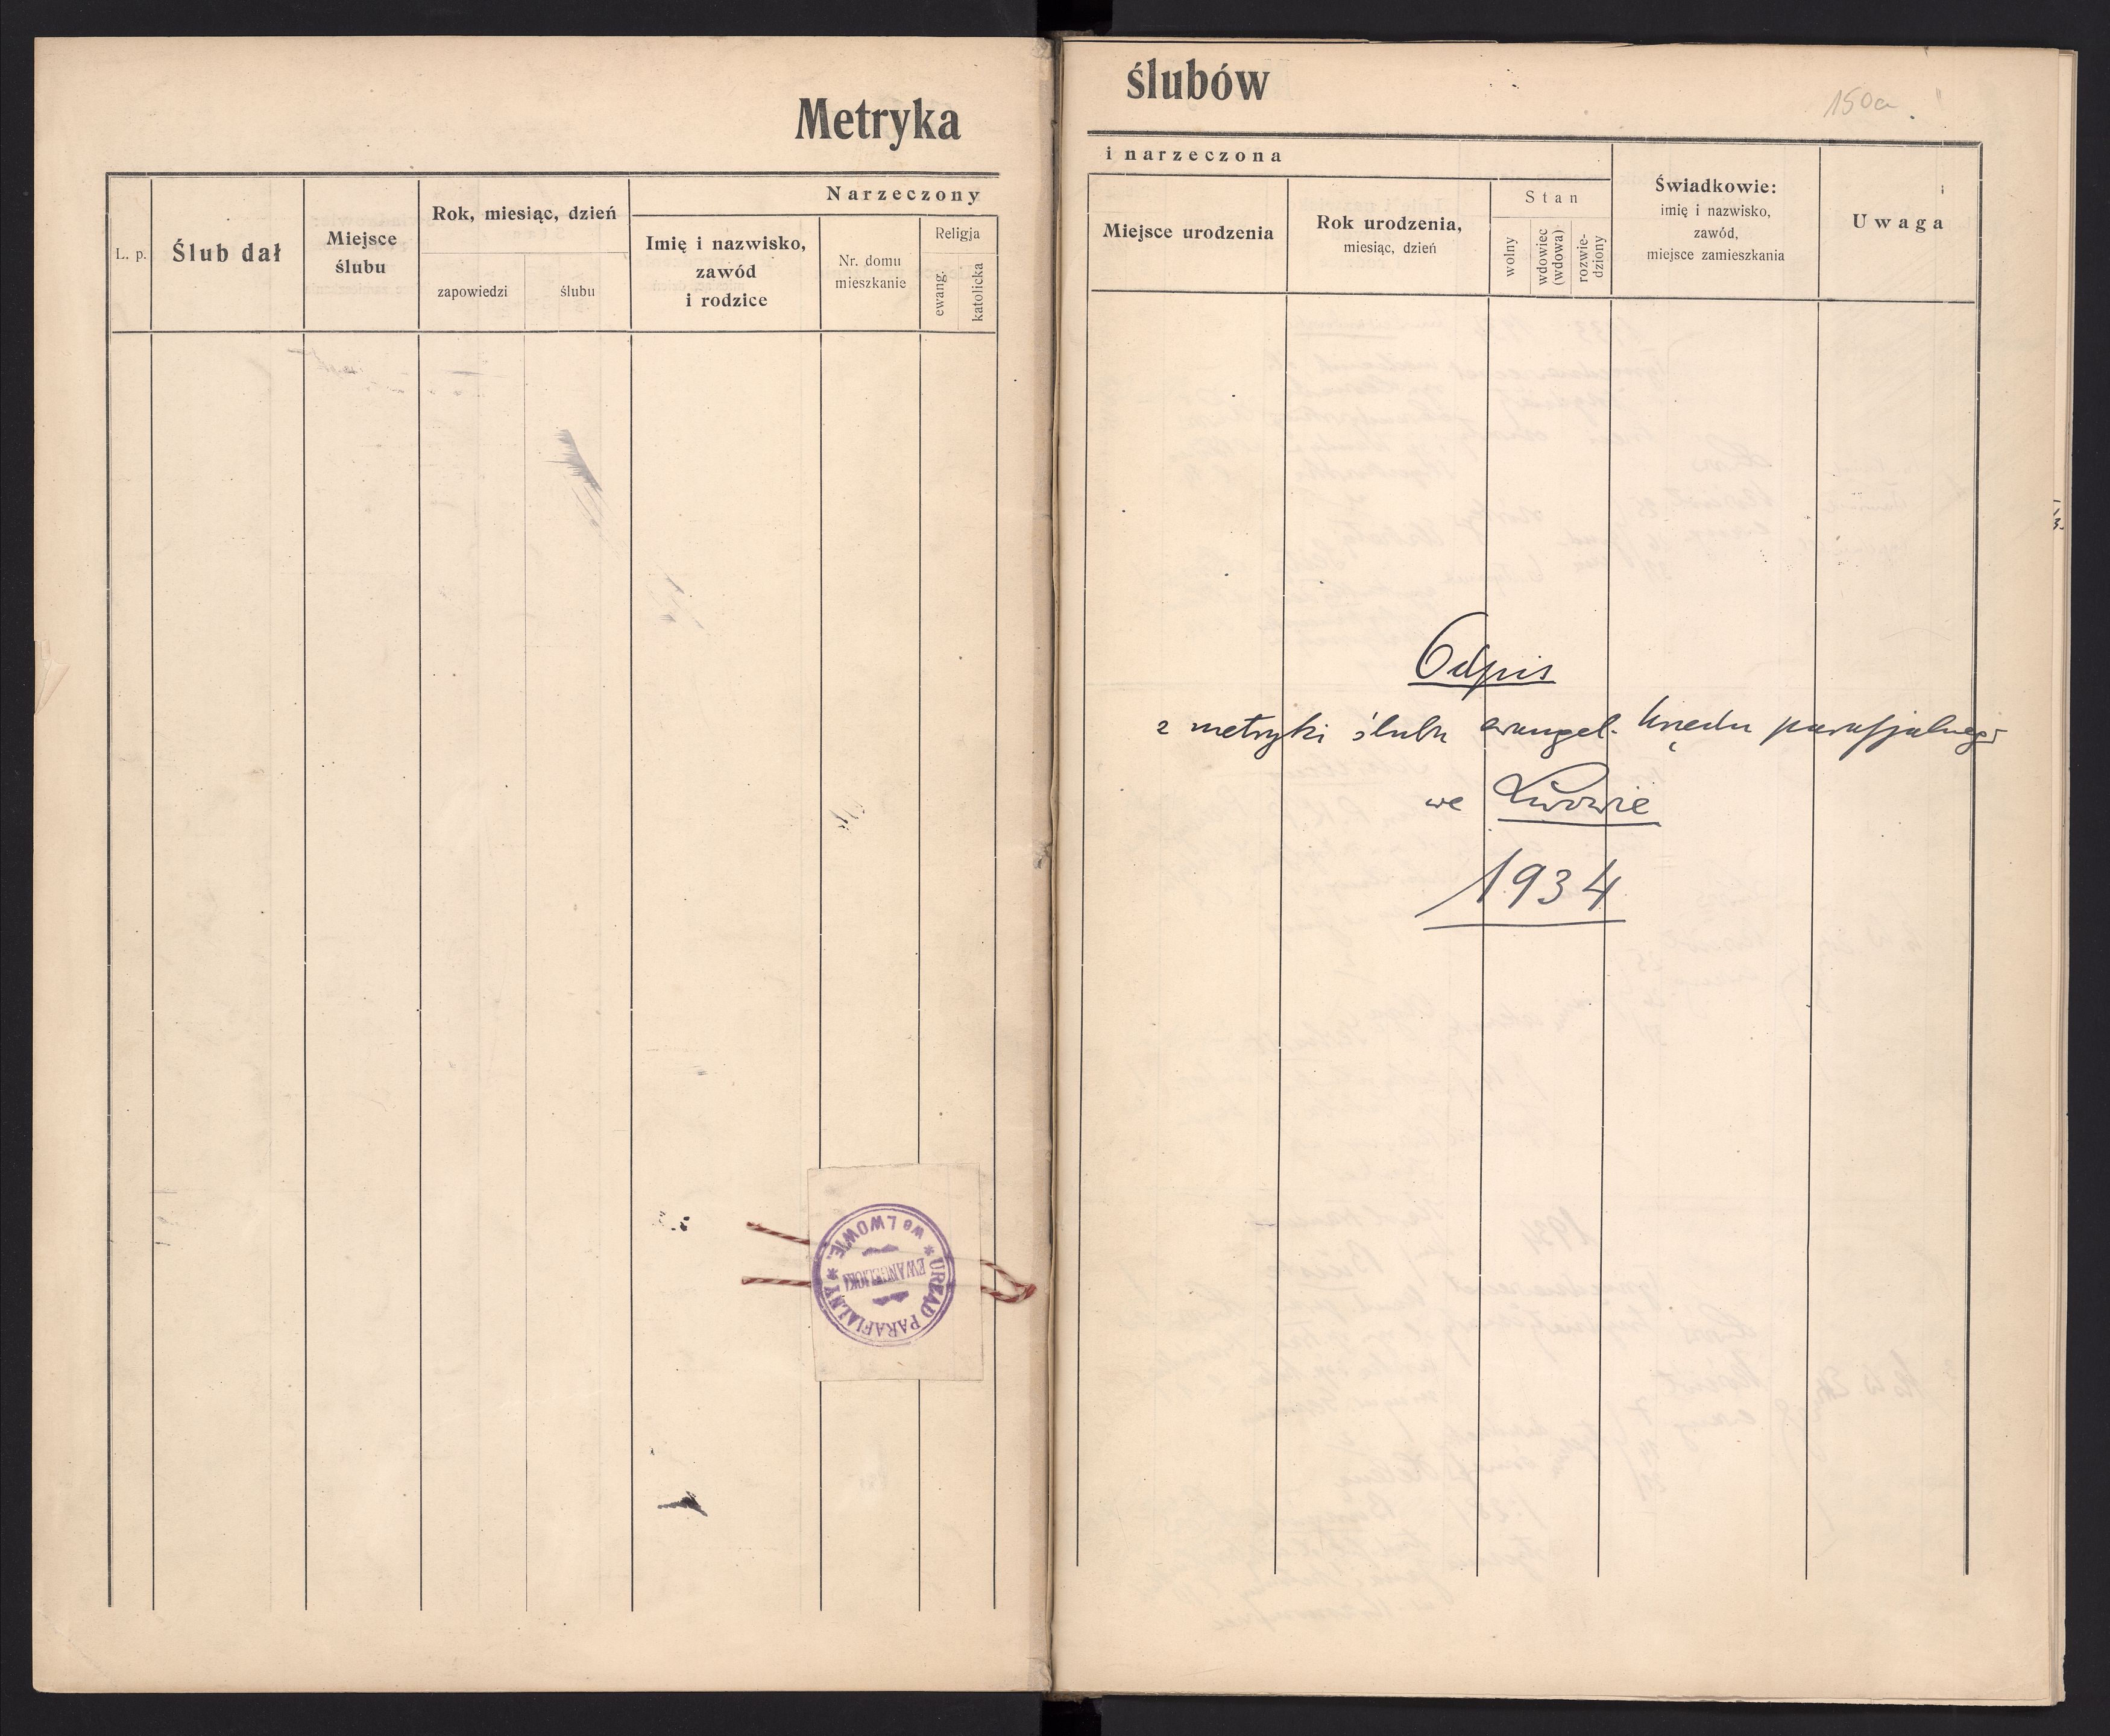 Metryka
Narzeczony
L. p.
Ślub dał
Miejsce
ślubu
Rok, miesiąc, dzień
zapowiedzi
ślubu
Imię i nazwisko,
zawód
i rodzice
Nr. domu
mieszkanie
Religja
ewang.
katolicka
* URZĄD PARAFIALNY *
EWANGELICKI
we LWOWIE.
ślubów
150a.
i narzeczona
Miejsce urodzenia
Rok urodzenia,
miesiąc, dzień
Stan
wolny
wdowiec
(wdowa)
rozwie-
dziony
Świadkowie:
imię i nazwisko,
zawód,
miejsce zamieszkania
Uwaga
Odpis
z metryki ślubu ewangel. Urzędu parafjalnego
we Lwowie
1934